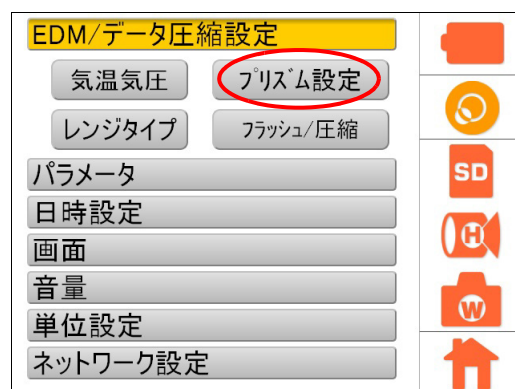 EDM/データ圧縮設定
気温気圧 プリズム設定
レンジタイプ フラッシュ/圧縮
パラメータ
日時設定
画面
音量
単位設定
ネットワーク設定
SD
H
W